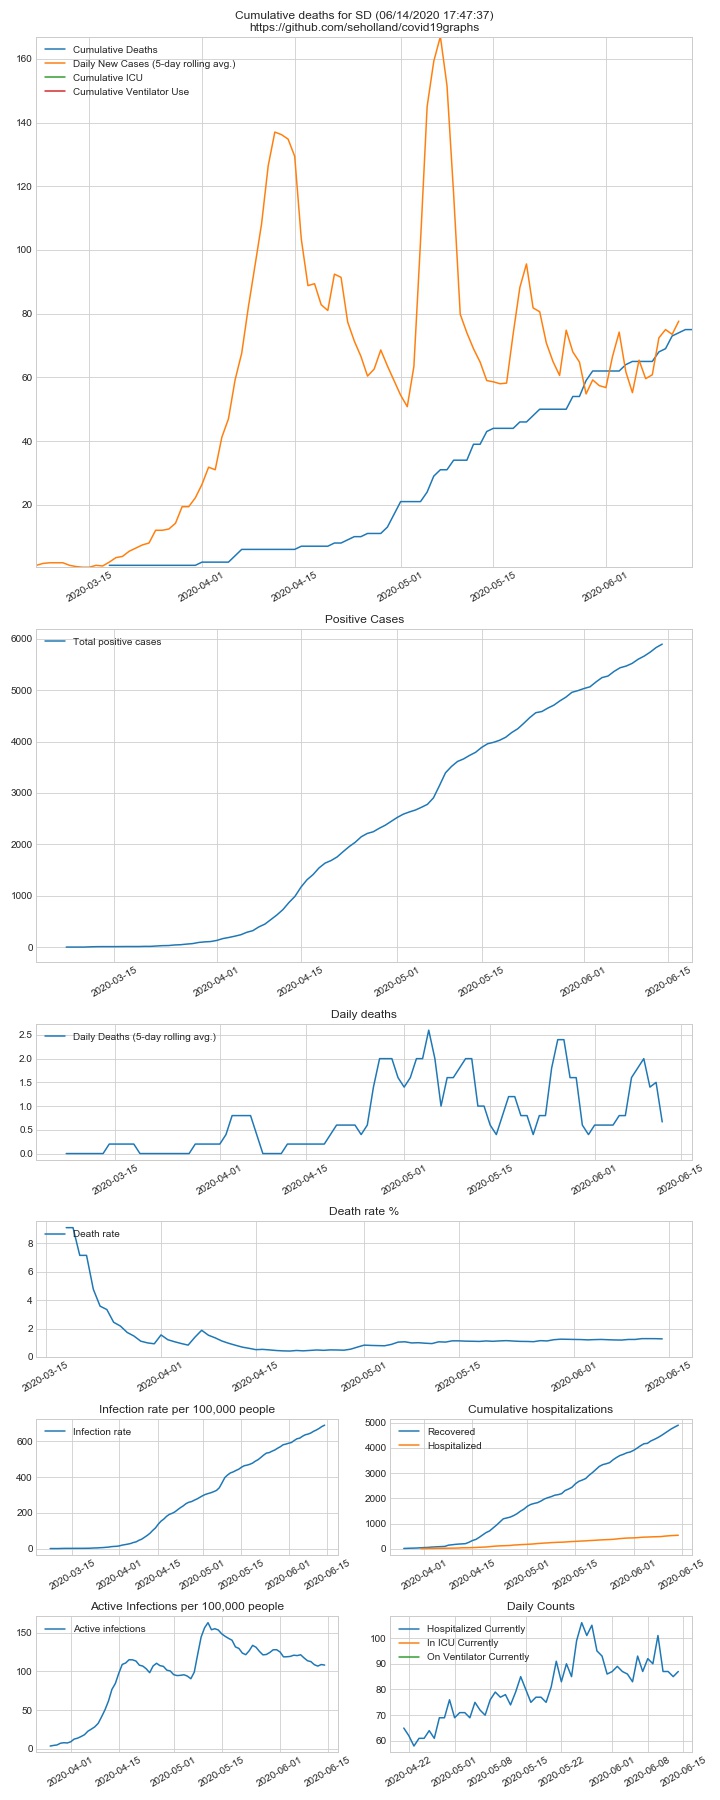 Cumulative deaths for SD (06/14/2020 17:47:37)
https://github.com/seholland/covid19graphs
Cumulative Deaths
Daily New Cases (5-day rolling avg.)
Cumulative ICU
Cumulative Ventilator Use
160
140
120
100
80
60
40
20
2020-03-15 2020-04-01 2020-04-15 2020-05-01 2020-05-15 2020-06-01
Positive Cases
Total positive cases
6000
5000
4000
3000
2000
1000
0
2020-03-15 2020-04-01 2020-04-15 2020-05-01 2020-05-15 2020-06-01 2020-06-15
Daily deaths
Daily Deaths (5-day rolling avg.)
2.5
2.0
1.5
1.0
0.5
0.0
2020-03-15 2020-04-01 2020-04-15 2020-05-01 2020-05-15 2020-06-01 2020-06-15
Death rate %
Death rate
8
6
4
2
0
2020-03-15 2020-04-01 2020-04-15 2020-05-01 2020-05-15 2020-06-01 2020-06-15
Infection rate per 100,000 people
Infection rate
600
400
200
0
2020-03-15 2020-04-01 2020-04-15 2020-05-01 2020-05-15 2020-06-01 2020-06-15
Cumulative hospitalizations
Recovered
Hospitalized
5000
4000
3000
2000
1000
0
2020-04-01 2020-04-15 2020-05-01 2020-05-15 2020-06-01 2020-06-15
Active Infections per 100,000 people
Active infections
150
100
50
0
2020-04-01 2020-04-15 2020-05-01 2020-05-15 2020-06-01 2020-06-15
Daily Counts
Hospitalized Currently
In ICU Currently
On Ventilator Currently
100
90
80
70
60
2020-04-22 2020-05-01 2020-05-08 2020-05-15 2020-05-22 2020-06-01 2020-06-08 2020-06-15